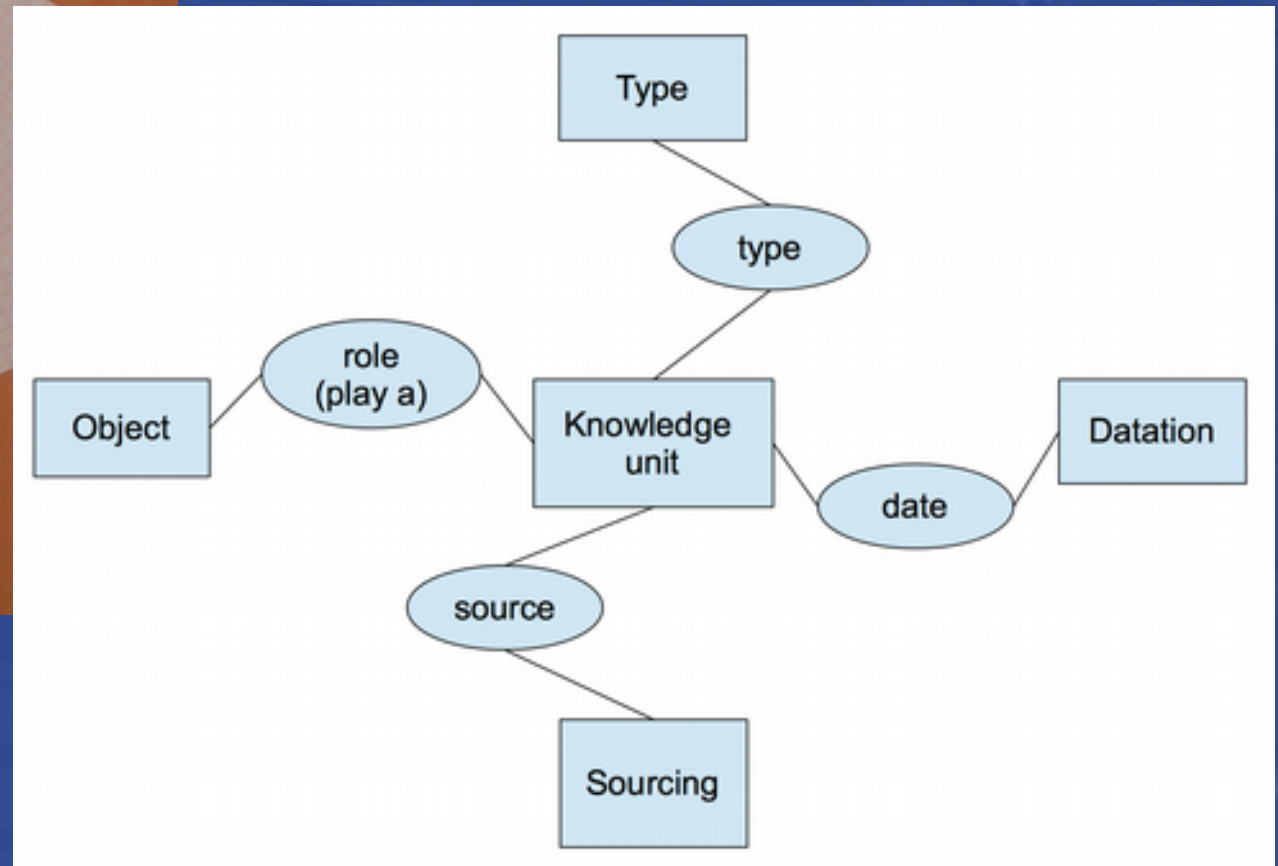 Type
type
role
(play a)
Object
Knowledge
unit
Datation
date
source
Sourcing